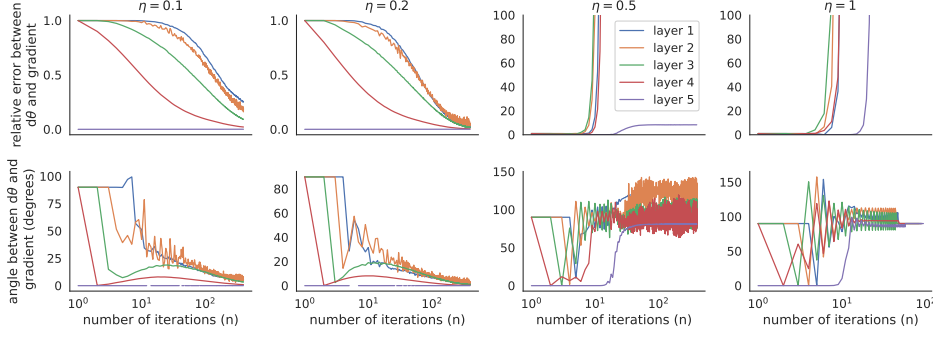 η = 0.1
η = 0.2
η = 0.5
η = 1
relative error between
dθ and gradient
1.0
0.5
0.0
1.0
0.5
0.0
100
80
60
40
20
0
layer 1
layer 2
layer 3
layer 4
layer 5
100
80
60
40
20
0
angle between dθ and
gradient (degrees)
100
75
50
25
0
80
60
40
20
0
150
100
50
0
150
100
50
0
10⁰ 10¹ 10²
10⁰ 10¹ 10²
10⁰ 10¹ 10²
10⁰ 10¹ 10²
number of iterations (n)
number of iterations (n)
number of iterations (n)
number of iterations (n)